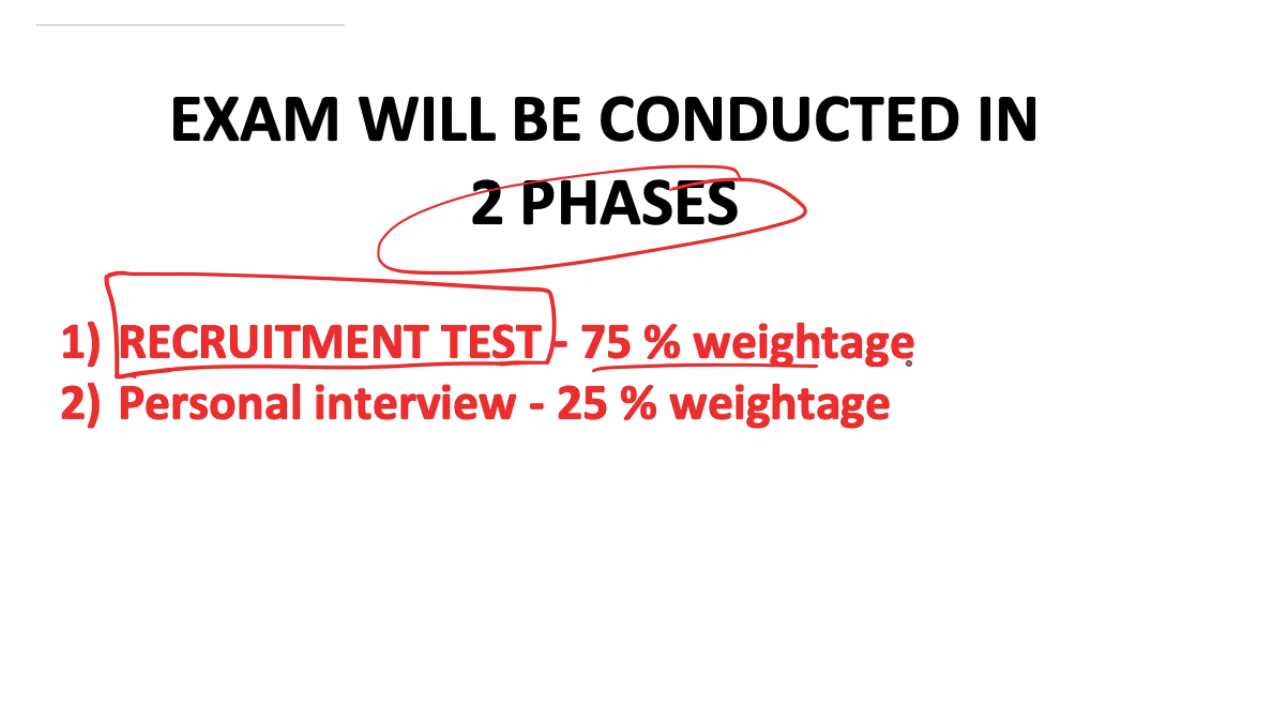 EXAM WILL BE CONDUCTED IN
2 PHASES
1) RECRUITMENT TEST - 75 % weightage
2) Personal interview - 25 % weightage